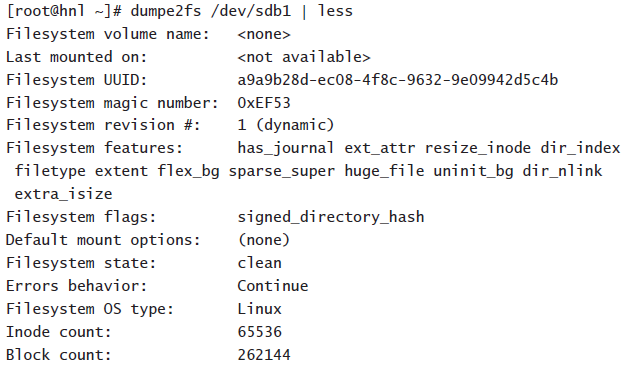 [root@hnl ~]# dumpe2fs /dev/sdb1 | less
Filesystem volume name:   <none>
Last mounted on:          <not available>
Filesystem UUID:          a9a9b28d-ec08-4f8c-9632-9e09942d5c4b
Filesystem magic number:  0xEF53
Filesystem revision #:    1 (dynamic)
Filesystem features:      has_journal ext_attr resize_inode dir_index
 filetype extent flex_bg sparse_super huge_file uninit_bg dir_nlink
 extra_isize
Filesystem flags:         signed_directory_hash
Default mount options:    (none)
Filesystem state:         clean
Errors behavior:          Continue
Filesystem OS type:       Linux
Inode count:              65536
Block count:              262144